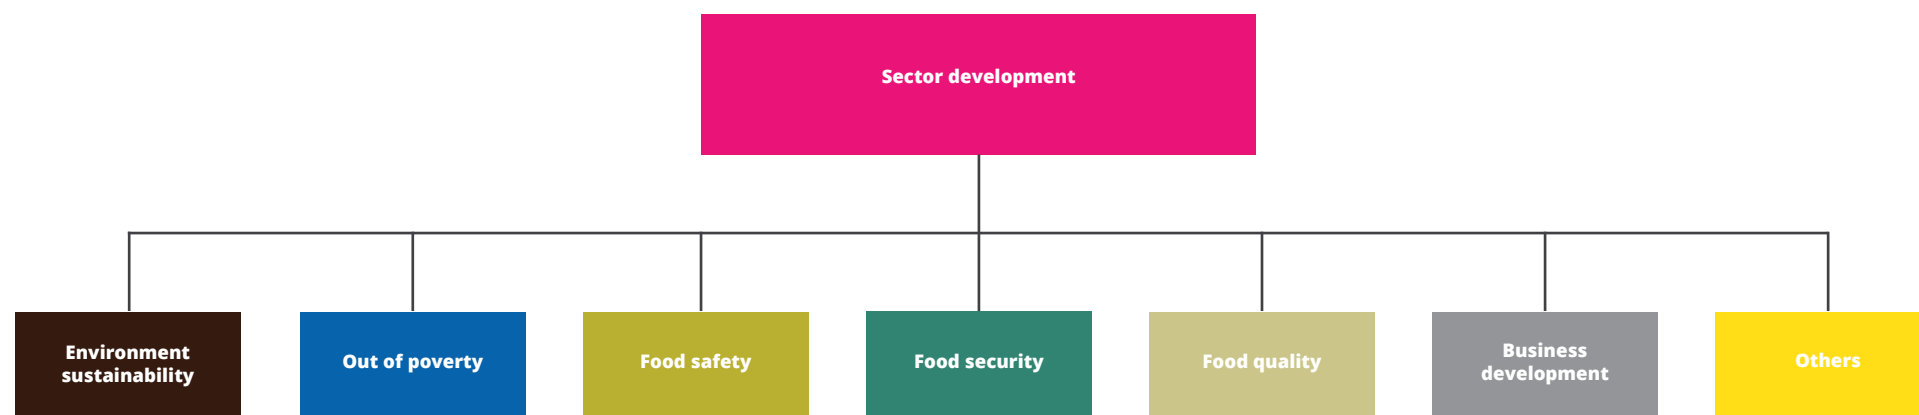 Sector development
Environment
sustainability
Out of poverty
Food safety
Food security
Food quality
Business
development
Others